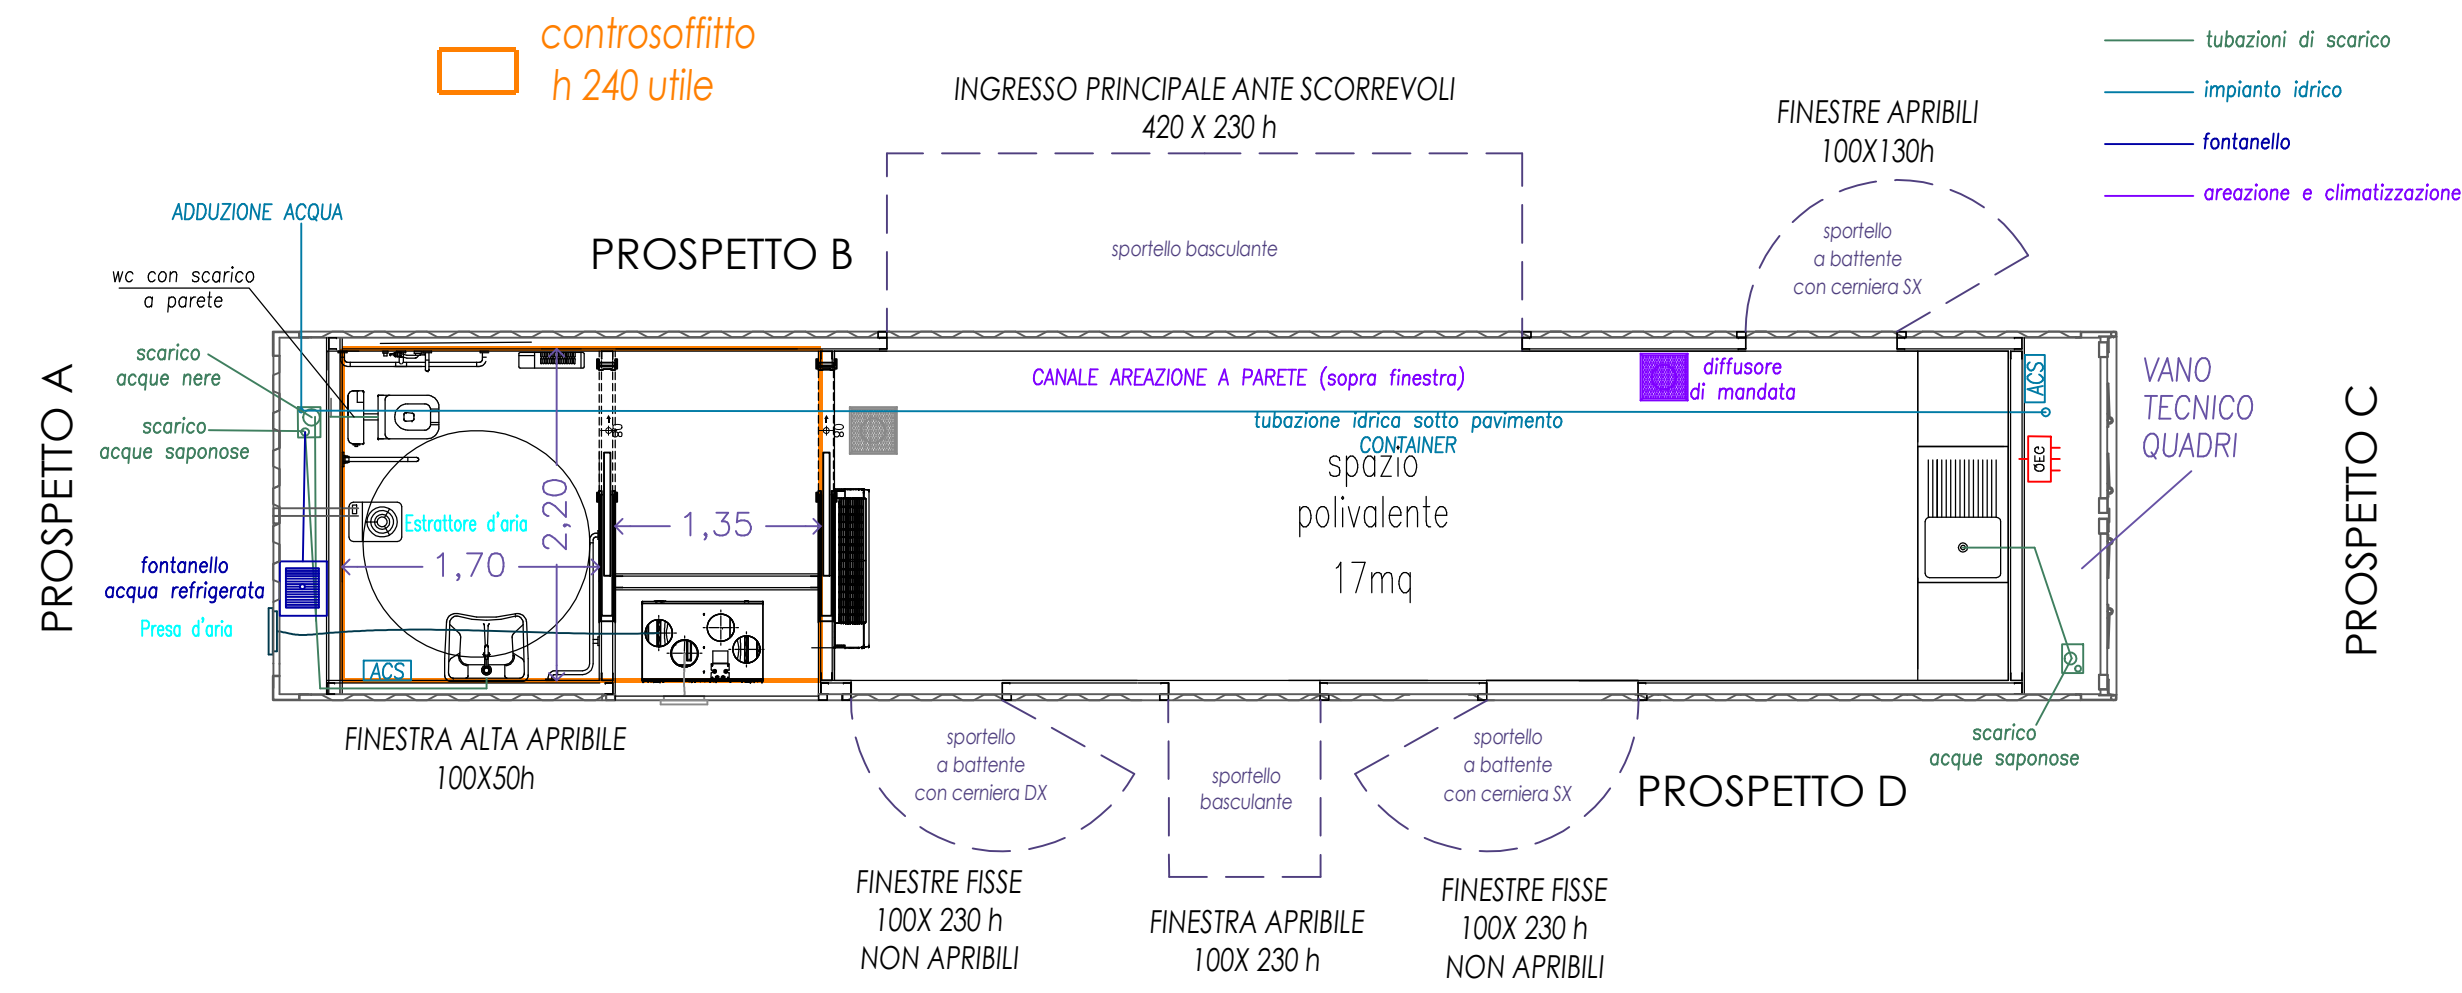 controsoffitto
h 240 utile
INGRESSO PRINCIPALE ANTE SCORREVOLI
420 X 230 h
FINESTRE APRIBILI
100X130h
tubazioni di scarico
impianto idrico
fontanello
areazione e climatizzazione
ADDUZIONE ACQUA
PROSPETTO B
sportello basculante
sportello
a battente
con cerniera SX
wc con scarico
a parete
scarico
acque nere
scarico
acque saponose
PROSPETTO A
fontanello
acqua refrigerata
Presa d'aria
Estrattore d'aria
2,20
1,70
1,35
ACS
80
80
CANALE AREAZIONE A PARETE (sopra finestra)
diffusore
di mandata
tubazione idrica sotto pavimento
CONTAINER
spazio
polivalente
17mq
ACS
QEG
VANO
TECNICO
QUADRI
PROSPETTO C
scarico
acque saponose
FINESTRA ALTA APRIBILE
100X50h
sportello
a battente
con cerniera DX
sportello
basculante
sportello
a battente
con cerniera SX
PROSPETTO D
FINESTRE FISSE
100X 230 h
NON APRIBILI
FINESTRA APRIBILE
100X 230 h
FINESTRE FISSE
100X 230 h
NON APRIBILI